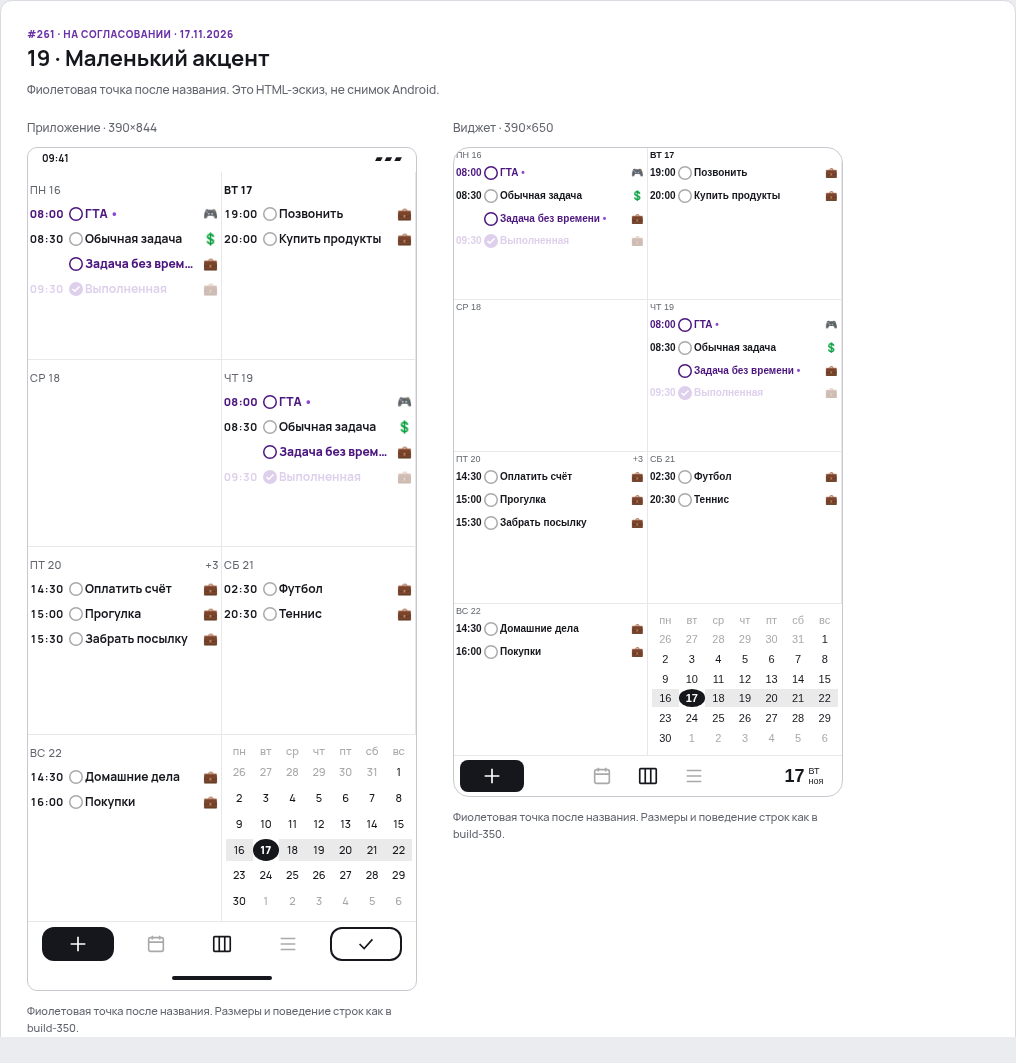 #261 · НА СОГЛАСОВАНИИ · 17.11.2026
19 · Маленький акцент
Фиолетовая точка после названия. Это HTML-эскиз, не снимок Android.
Приложение · 390×844
09:41
ПН 16
08:00 ГТА •
08:30 Обычная задача
Задача без врем...
09:30 Выполненная
ВТ 17
19:00 Позвонить
20:00 Купить продукты
СР 18
ЧТ 19
08:00 ГТА •
08:30 Обычная задача
Задача без врем...
09:30 Выполненная
ПТ 20 +3
14:30 Оплатить счёт
15:00 Прогулка
15:30 Забрать посылку
СБ 21
02:30 Футбол
20:30 Теннис
ВС 22
14:30 Домашние дела
16:00 Покупки
пн вт ср чт пт сб вс
26 27 28 29 30 31 1
2 3 4 5 6 7 8
9 10 11 12 13 14 15
16 17 18 19 20 21 22
23 24 25 26 27 28 29
30 1 2 3 4 5 6
Фиолетовая точка после названия. Размеры и поведение строк как в
build-350.
Виджет · 390×650
ПН 16
08:00 ГТА •
08:30 Обычная задача
Задача без времени •
09:30 Выполненная
ВТ 17
19:00 Позвонить
20:00 Купить продукты
СР 18
ЧТ 19
08:00 ГТА •
08:30 Обычная задача
Задача без времени •
09:30 Выполненная
ПТ 20 +3
14:30 Оплатить счёт
15:00 Прогулка
15:30 Забрать посылку
СБ 21
02:30 Футбол
20:30 Теннис
ВС 22
14:30 Домашние дела
16:00 Покупки
пн вт ср чт пт сб вс
26 27 28 29 30 31 1
2 3 4 5 6 7 8
9 10 11 12 13 14 15
16 17 18 19 20 21 22
23 24 25 26 27 28 29
30 1 2 3 4 5 6
17 ВТ
ноя
Фиолетовая точка после названия. Размеры и поведение строк как в
build-350.